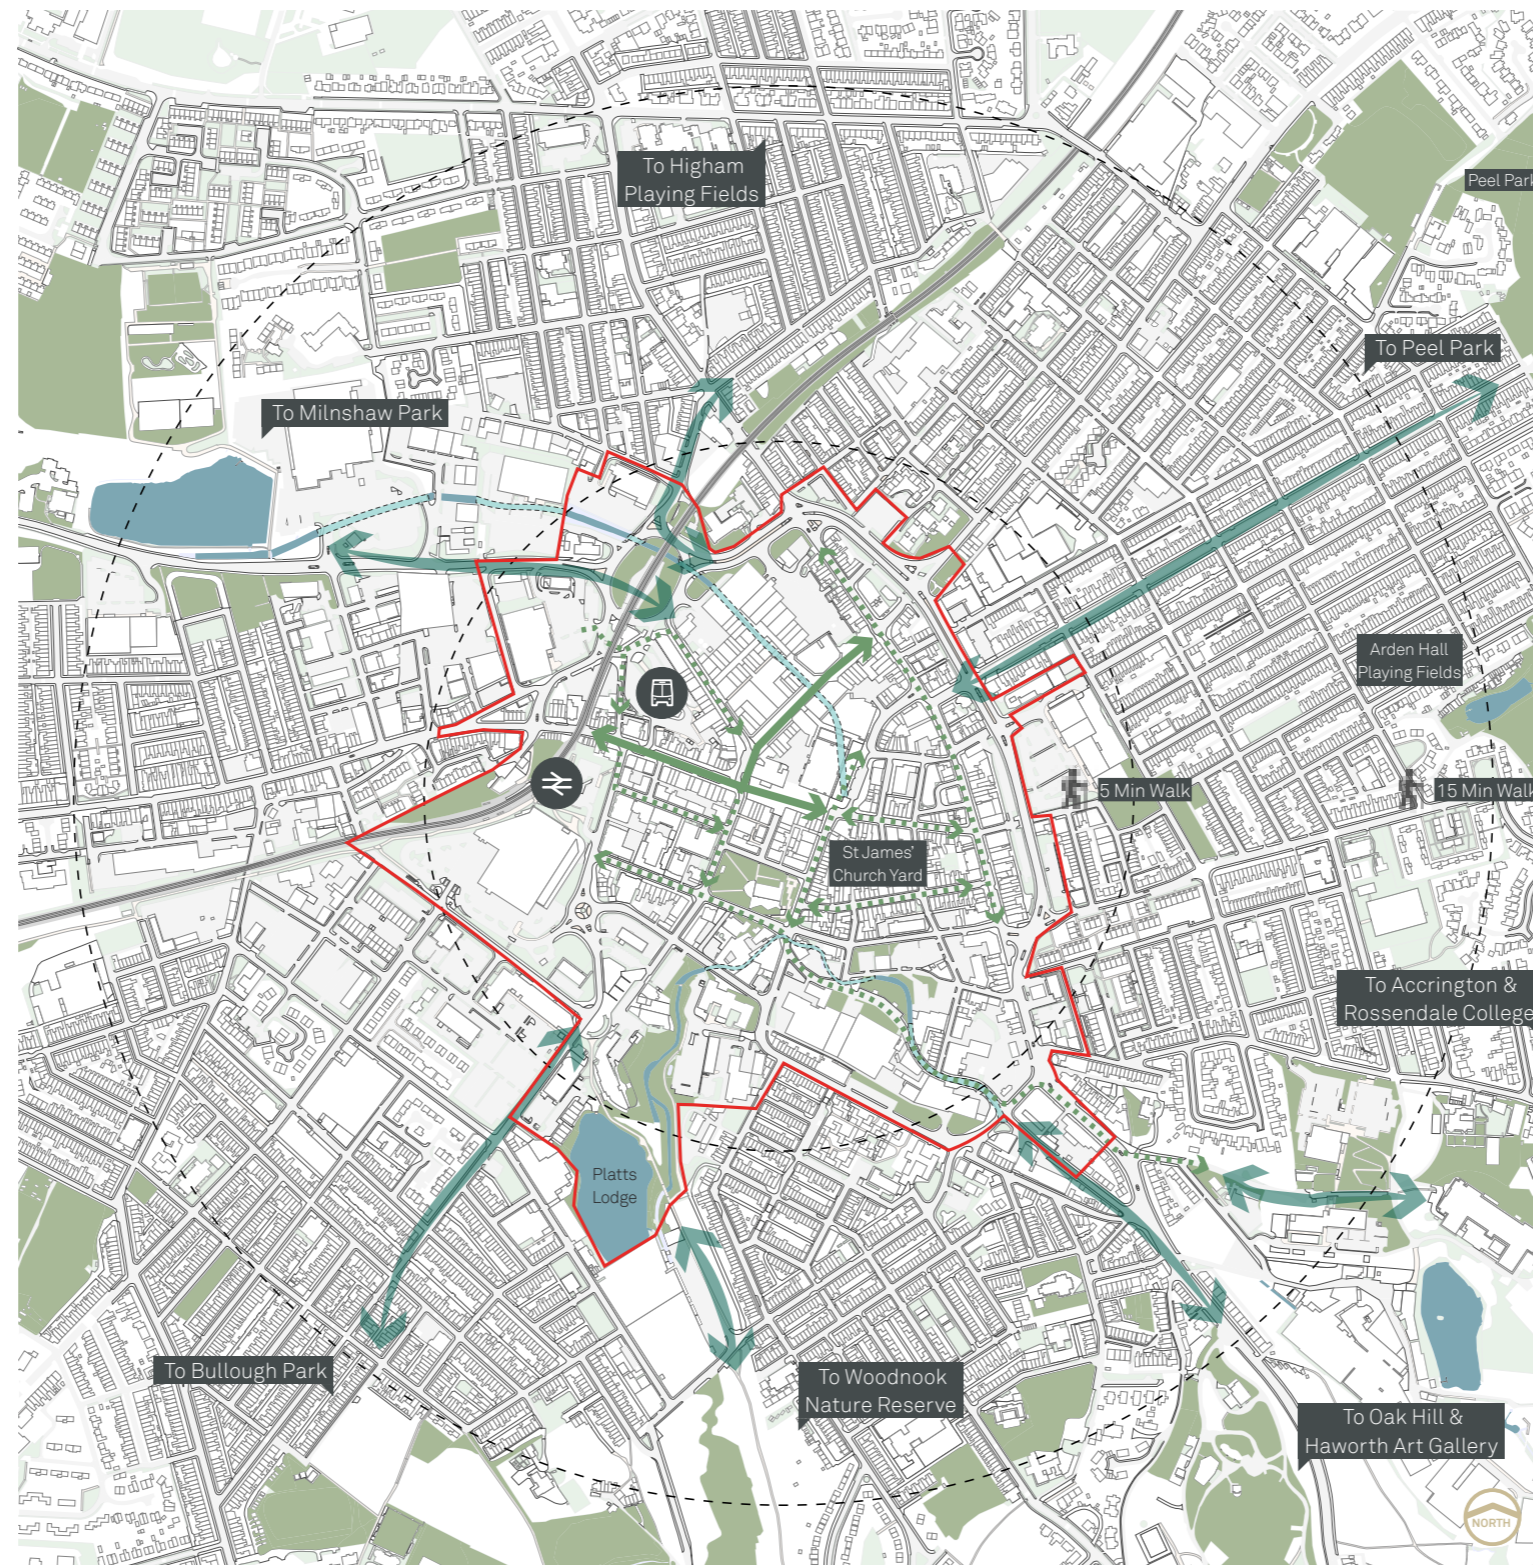 To Higham
Playing Fields
Peel Park
To Peel Park
To Milnshaw Park
Arden Hall
Playing Fields
5 Min Walk
15 Min Walk
St James'
Church Yard
To Accrington &
Rossendale College
Platts
Lodge
To Bullough Park
To Woodnook
Nature Reserve
To Oak Hill &
Haworth Art Gallery
NORTH